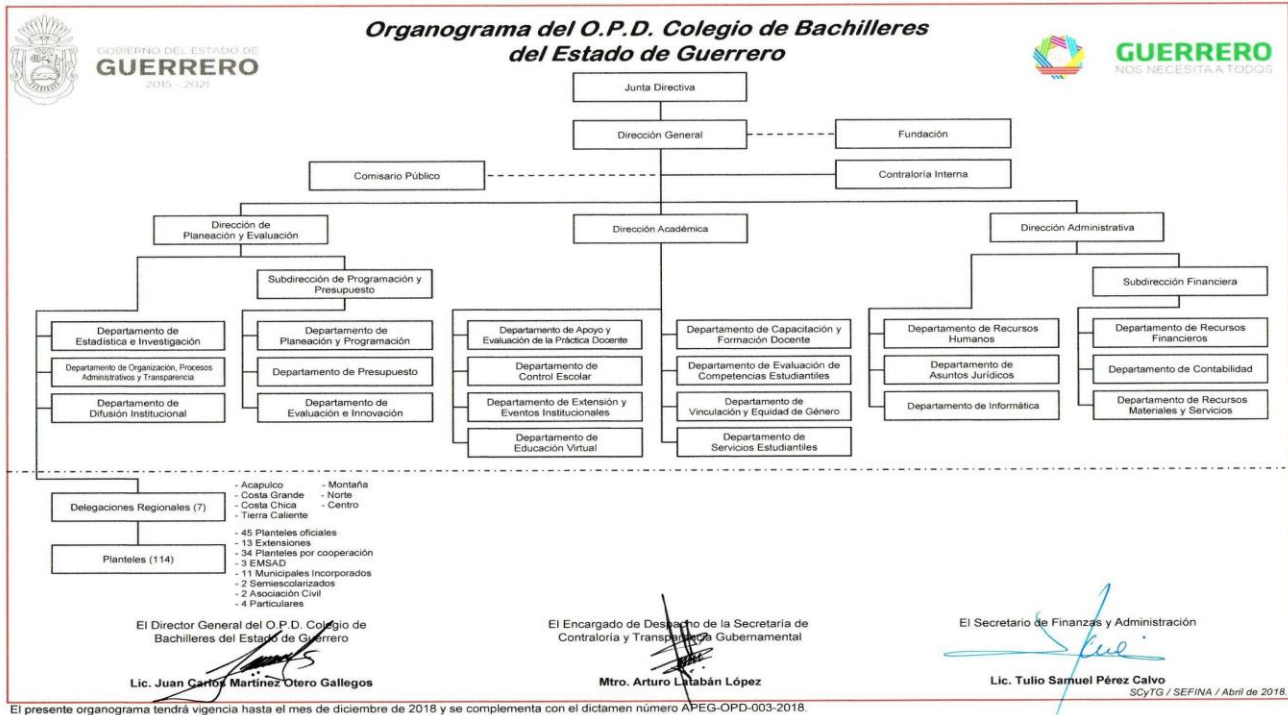 Organograma del O.P.D. Colegio de Bachilleres
del Estado de Guerrero
GOBIERNO DEL ESTADO DE
GUERRERO
2015 - 2021
GUERRERO
NOS NECESITA A TODOS
Junta Directiva
Dirección General
Fundación
Comisario Público
Contraloría Interna
Dirección de
Planeación y Evaluación
Dirección Académica
Dirección Administrativa
Subdirección de Programación y
Presupuesto
Subdirección Financiera
Departamento de
Estadística e Investigación
Departamento de Organización, Procesos
Administrativos y Transparencia
Departamento de
Difusión Institucional
Departamento de
Planeación y Programación
Departamento de Presupuesto
Departamento de
Evaluación e Innovación
Departamento de Apoyo y
Evaluación de la Práctica Docente
Departamento de
Control Escolar
Departamento de Extensión y
Eventos Institucionales
Departamento de
Educación Virtual
Departamento de Capacitación y
Formación Docente
Departamento de Evaluación de
Competencias Estudiantiles
Departamento de
Vinculación y Equidad de Género
Departamento de
Servicios Estudiantiles
Departamento de Recursos
Humanos
Departamento de
Asuntos Jurídicos
Departamento de Informática
Departamento de Recursos
Financieros
Departamento de Contabilidad
Departamento de Recursos
Materiales y Servicios
Delegaciones Regionales (7)
- Acapulco - Montaña
- Costa Grande - Norte
- Costa Chica - Centro
- Tierra Caliente
Planteles (114)
- 45 Planteles oficiales
- 13 Extensiones
- 34 Planteles por cooperación
- 3 EMSAD
- 11 Municipales Incorporados
- 2 Semiescolarizados
- 2 Asociación Civil
- 4 Particulares
El Director General del O.P.D. Colegio de
Bachilleres del Estado de Guerrero
Lic. Juan Carlos Martínez Otero Gallegos
El Encargado de Despacho de la Secretaría de
Contraloría y Transparencia Gubernamental
Mtro. Arturo Latabán López
El Secretario de Finanzas y Administración
Lic. Tulio Samuel Pérez Calvo
SCyTG / SEFINA / Abril de 2018.
El presente organograma tendrá vigencia hasta el mes de diciembre de 2018 y se complementa con el dictamen número APEG-OPD-003-2018.